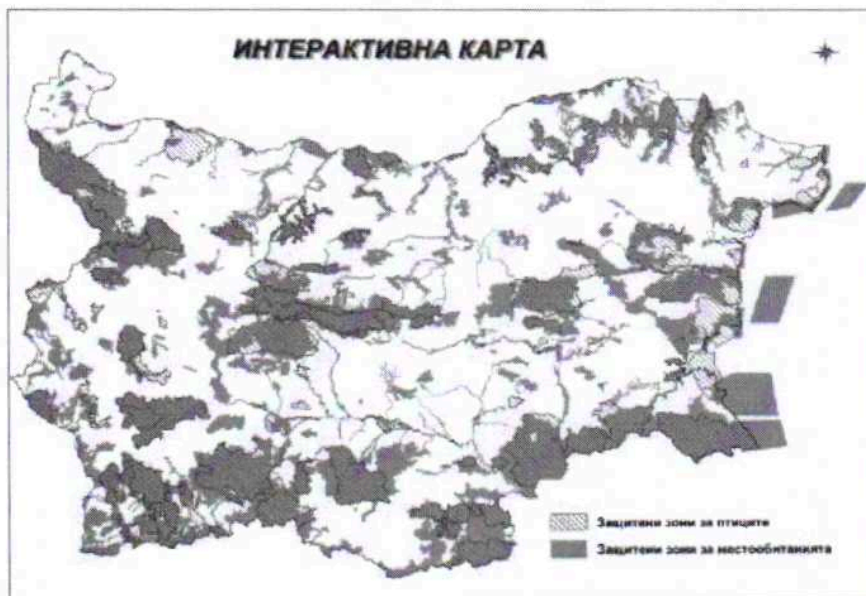 ИНТЕРАКТИВНА КАРТА
Защитени зони за птиците
Защитени зони за местообитанията